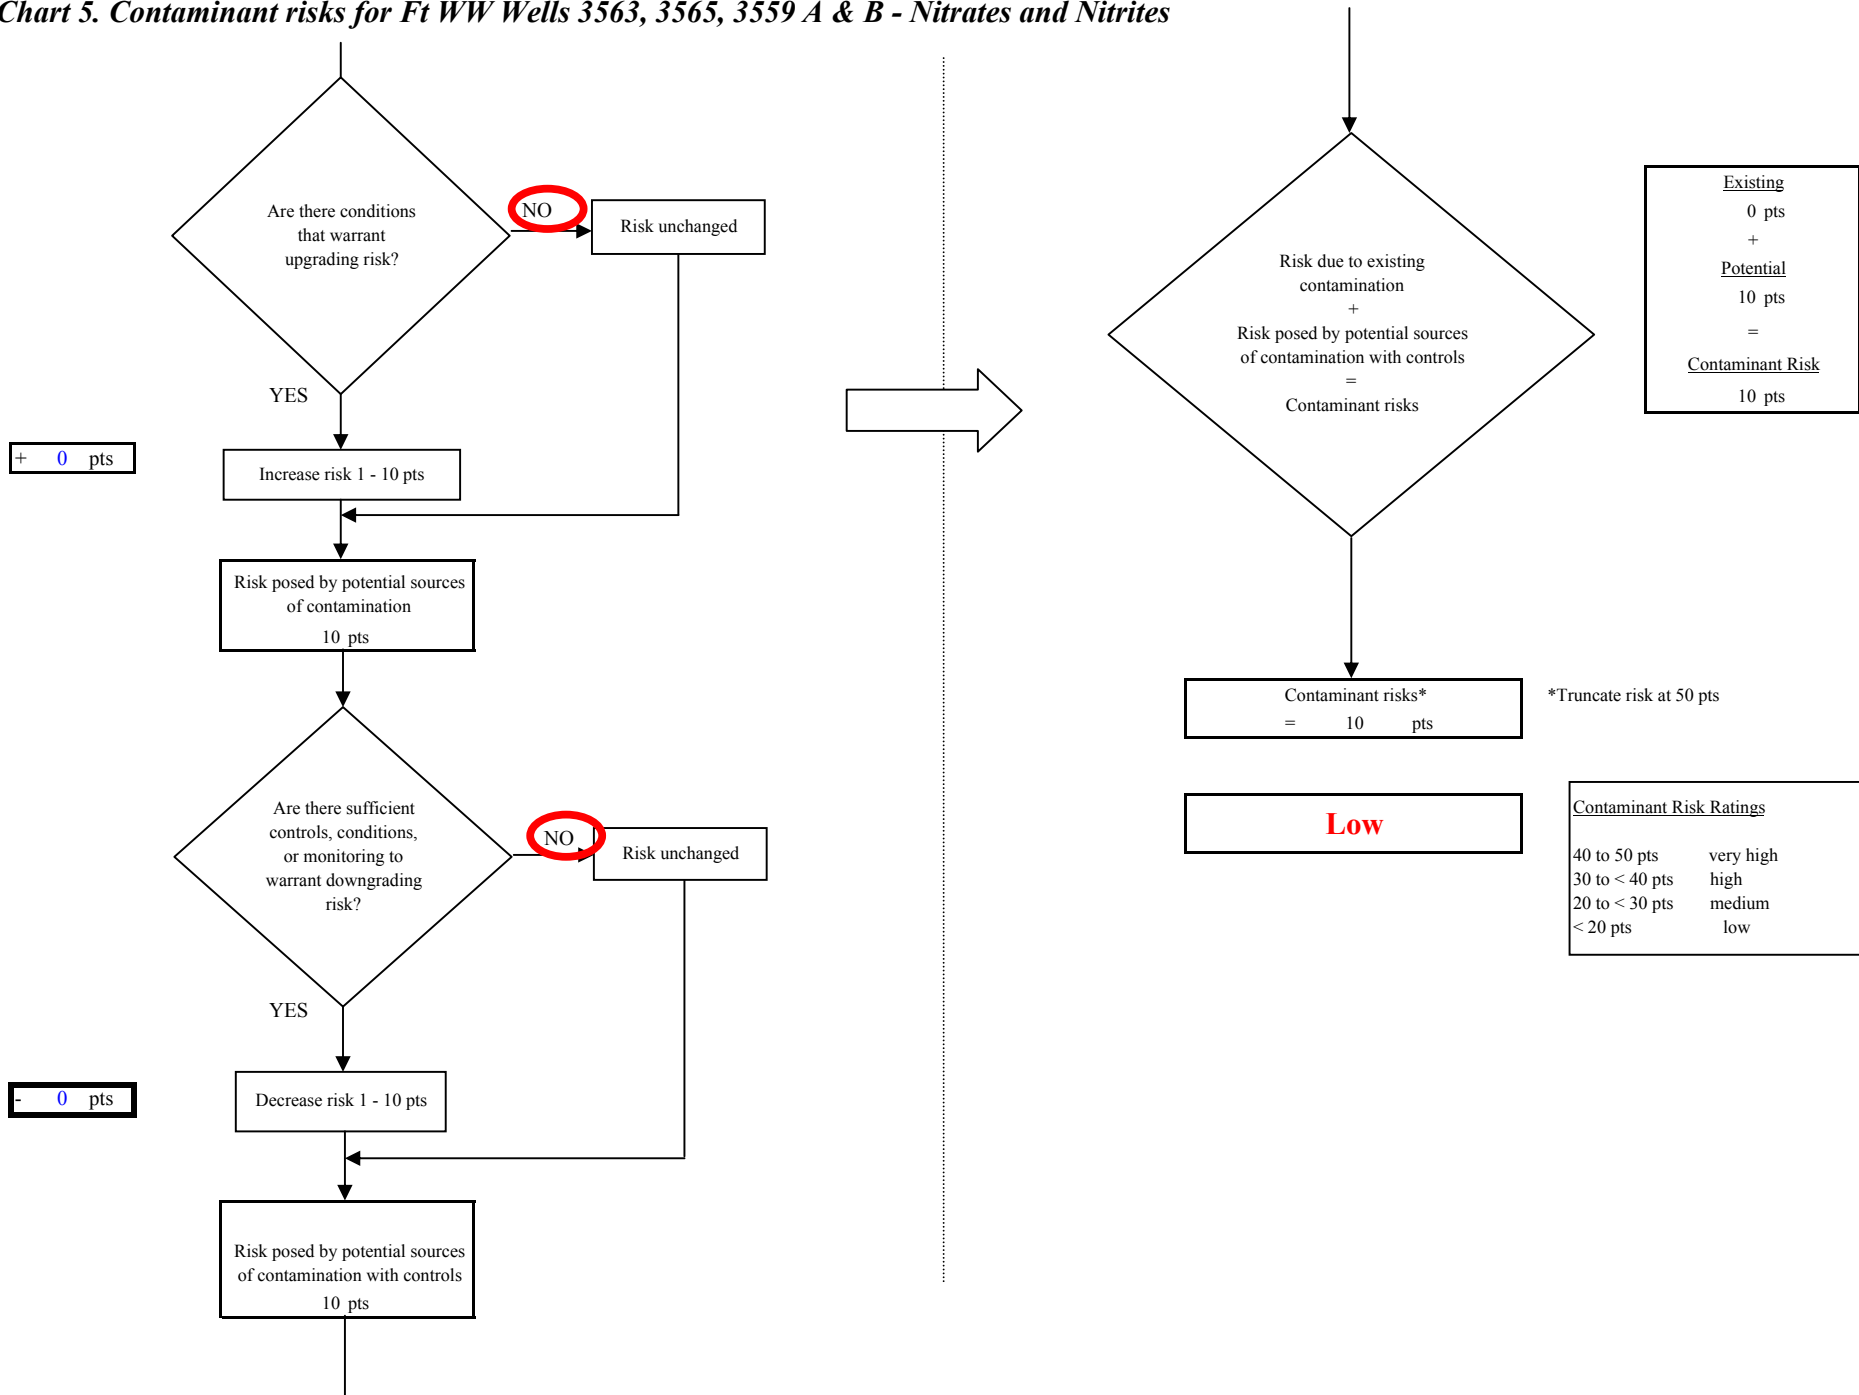 Chart 5. Contaminant risks for Ft WW Wells 3563, 3565, 3559 A & B - Nitrates and Nitrites
Are there conditions
that warrant
upgrading risk?
NO
Risk unchanged
YES
+ 0 pts
Increase risk 1 - 10 pts
Risk posed by potential sources
of contamination
10 pts
Are there sufficient
controls, conditions,
or monitoring to
warrant downgrading
risk?
NO
Risk unchanged
YES
- 0 pts
Decrease risk 1 - 10 pts
Risk posed by potential sources
of contamination with controls
10 pts
Risk due to existing
contamination
+
Risk posed by potential sources
of contamination with controls
=
Contaminant risks
Existing
0 pts
+
Potential
10 pts
=
Contaminant Risk
10 pts
Contaminant risks*
= 10 pts
*Truncate risk at 50 pts
Low
Contaminant Risk Ratings
40 to 50 pts very high
30 to < 40 pts high
20 to < 30 pts medium
< 20 pts low